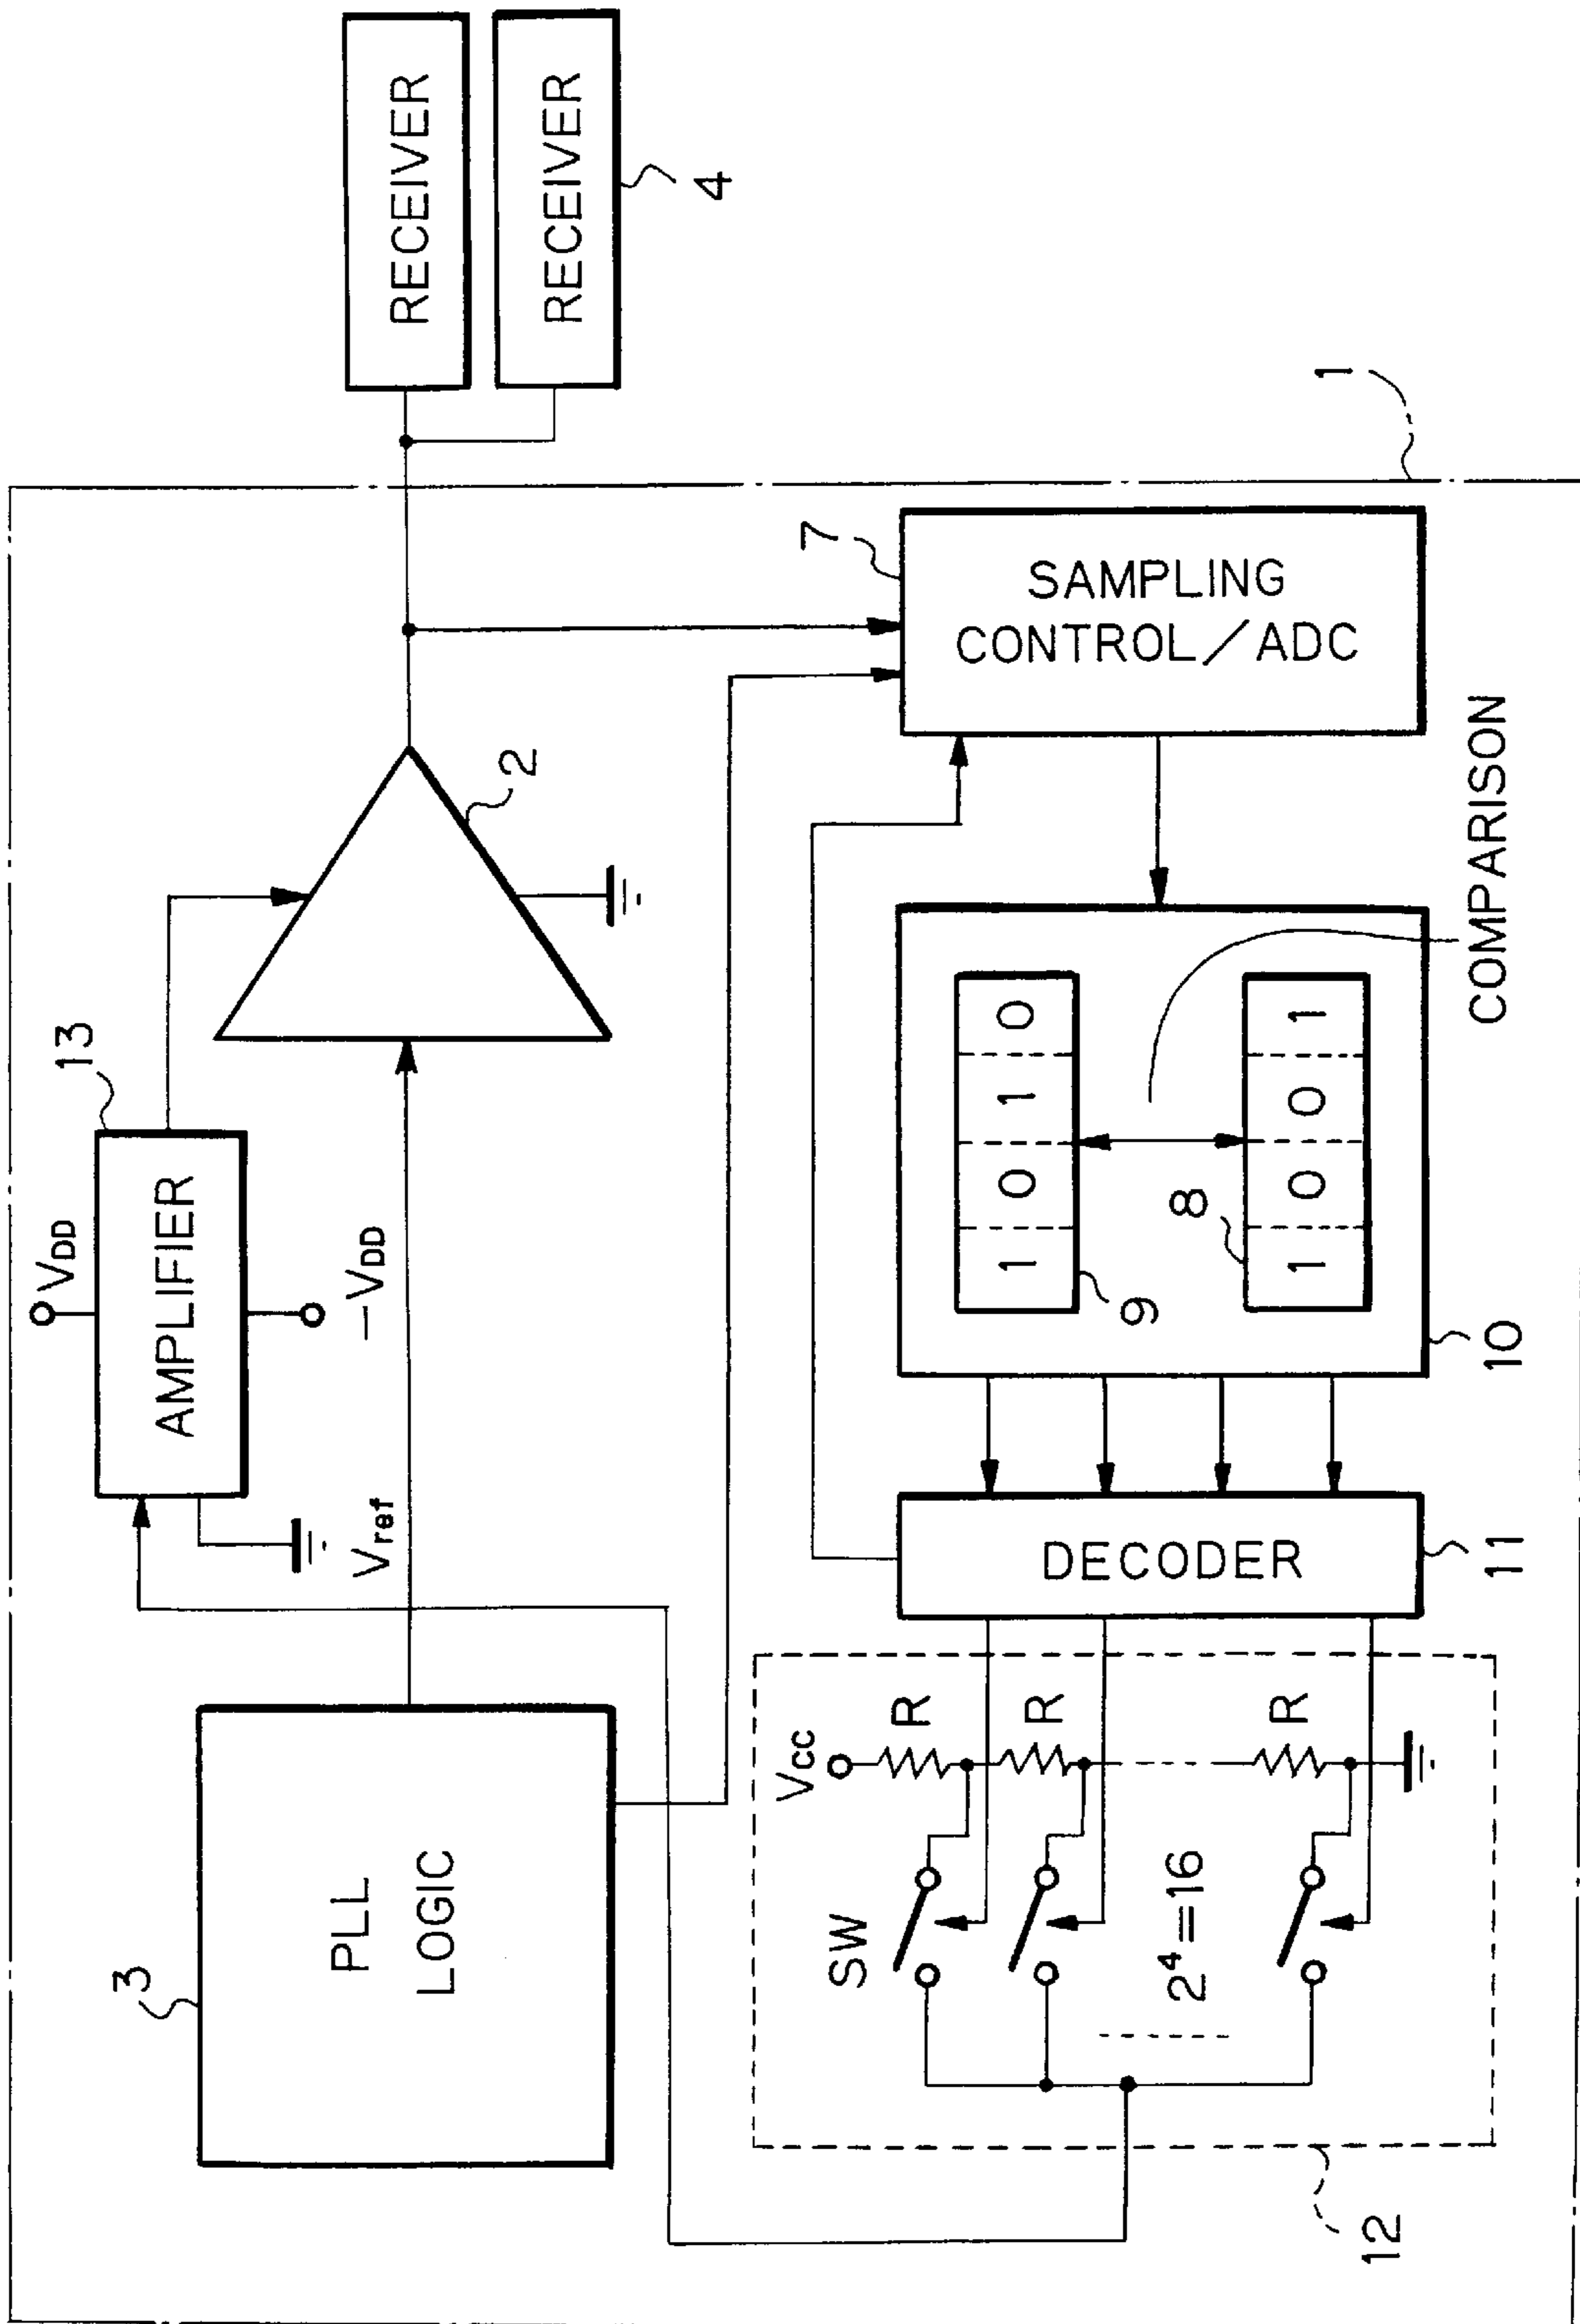 3
PLL
LOGIC
Vref
VDD
AMPLIFIER
13
-VDD
2
RECEIVER
RECEIVER
4
1
7
SAMPLING
CONTROL/ADC
COMPARISON
1 0 1 0
9
8
1 0 0 1
10
DECODER
11
Vcc
R
R
R
SW
2⁴=16
12